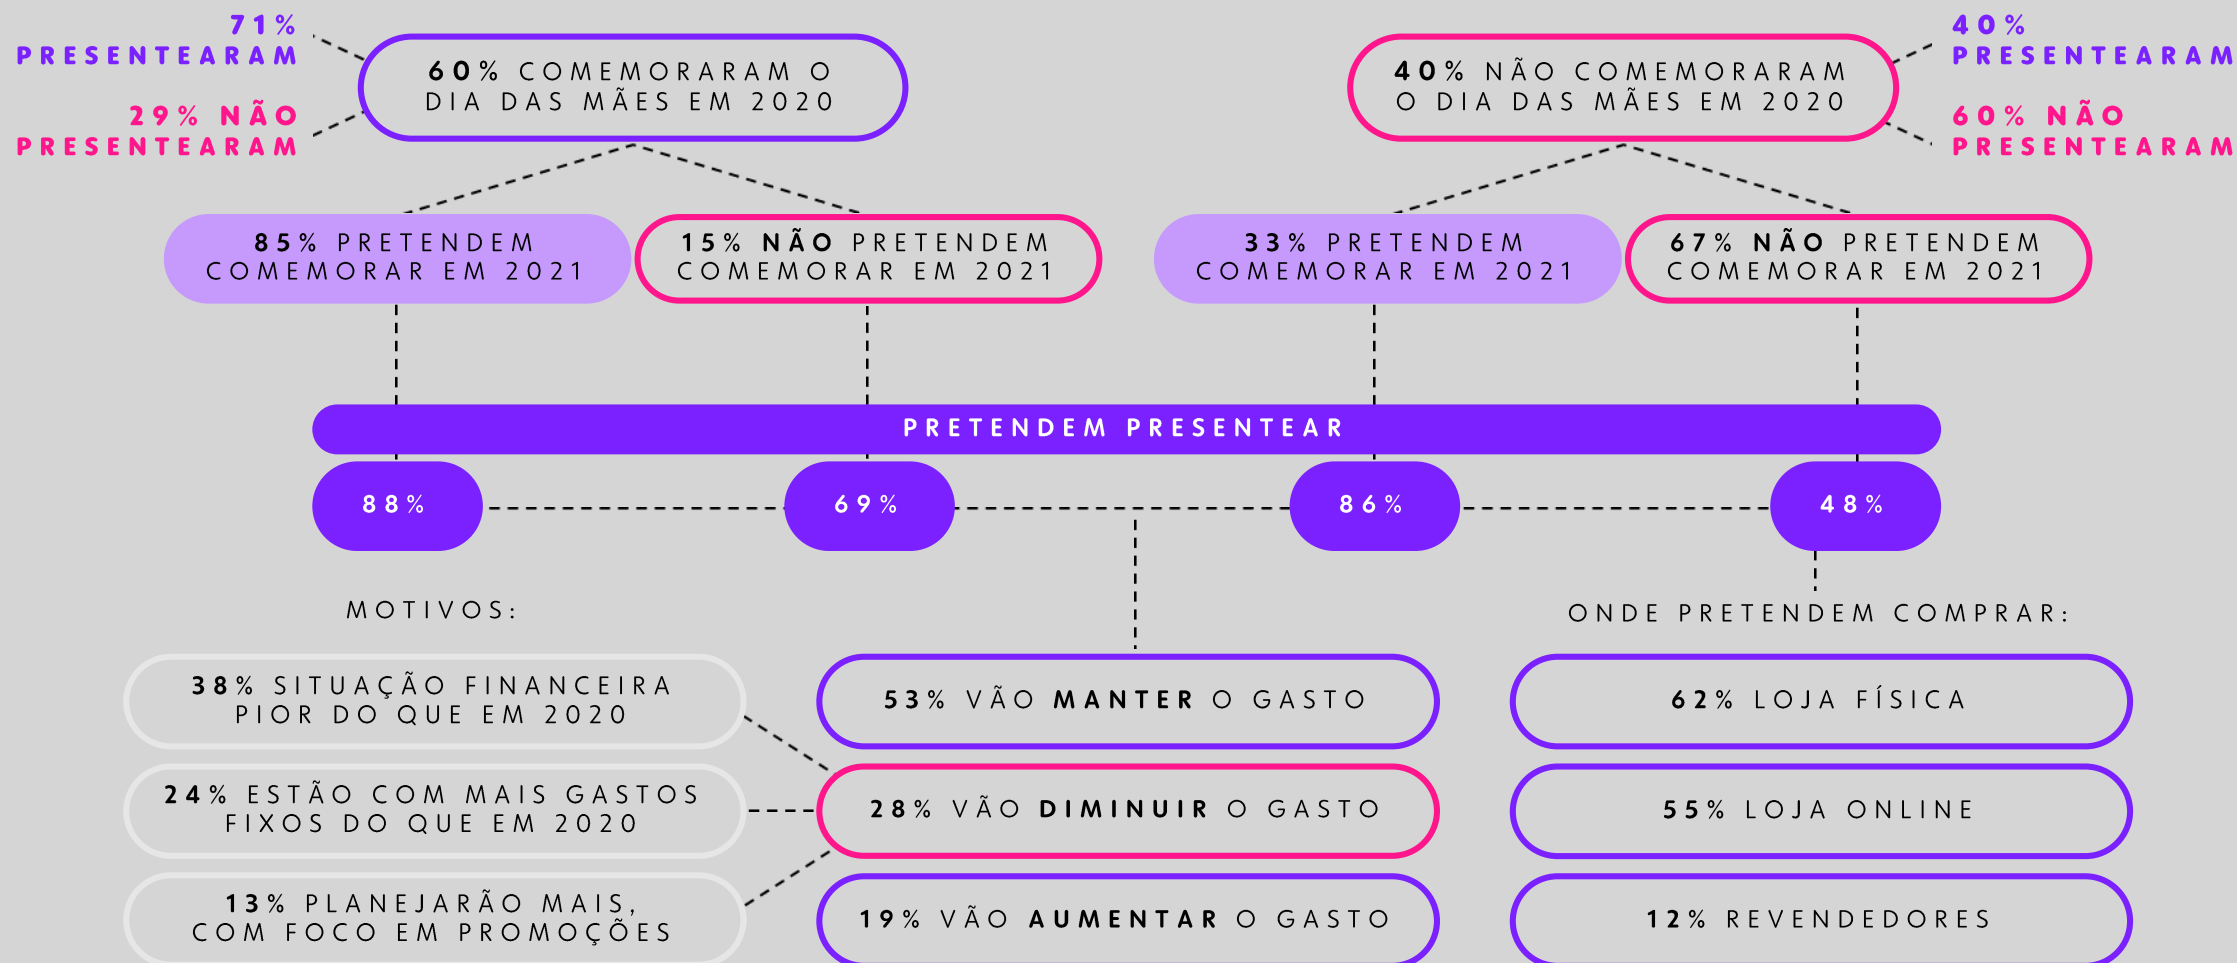 71%
PRESENTEARAM
29% NÃO
PRESENTEARAM
60% COMEMORARAM O
DIA DAS MÃES EM 2020
40% NÃO COMEMORARAM
O DIA DAS MÃES EM 2020
40%
PRESENTEARAM
60% NÃO
PRESENTEARAM
85% PRETENDEM
COMEMORAR EM 2021
15% NÃO PRETENDEM
COMEMORAR EM 2021
33% PRETENDEM
COMEMORAR EM 2021
67% NÃO PRETENDEM
COMEMORAR EM 2021
PRETENDEM PRESENTEAR
88%
69%
86%
48%
MOTIVOS:
38% SITUAÇÃO FINANCEIRA
PIOR DO QUE EM 2020
24% ESTÃO COM MAIS GASTOS
FIXOS DO QUE EM 2020
13% PLANEJARÃO MAIS,
COM FOCO EM PROMOÇÕES
53% VÃO MANTER O GASTO
28% VÃO DIMINUIR O GASTO
19% VÃO AUMENTAR O GASTO
ONDE PRETENDEM COMPRAR:
62% LOJA FÍSICA
55% LOJA ONLINE
12% REVENDEDORES